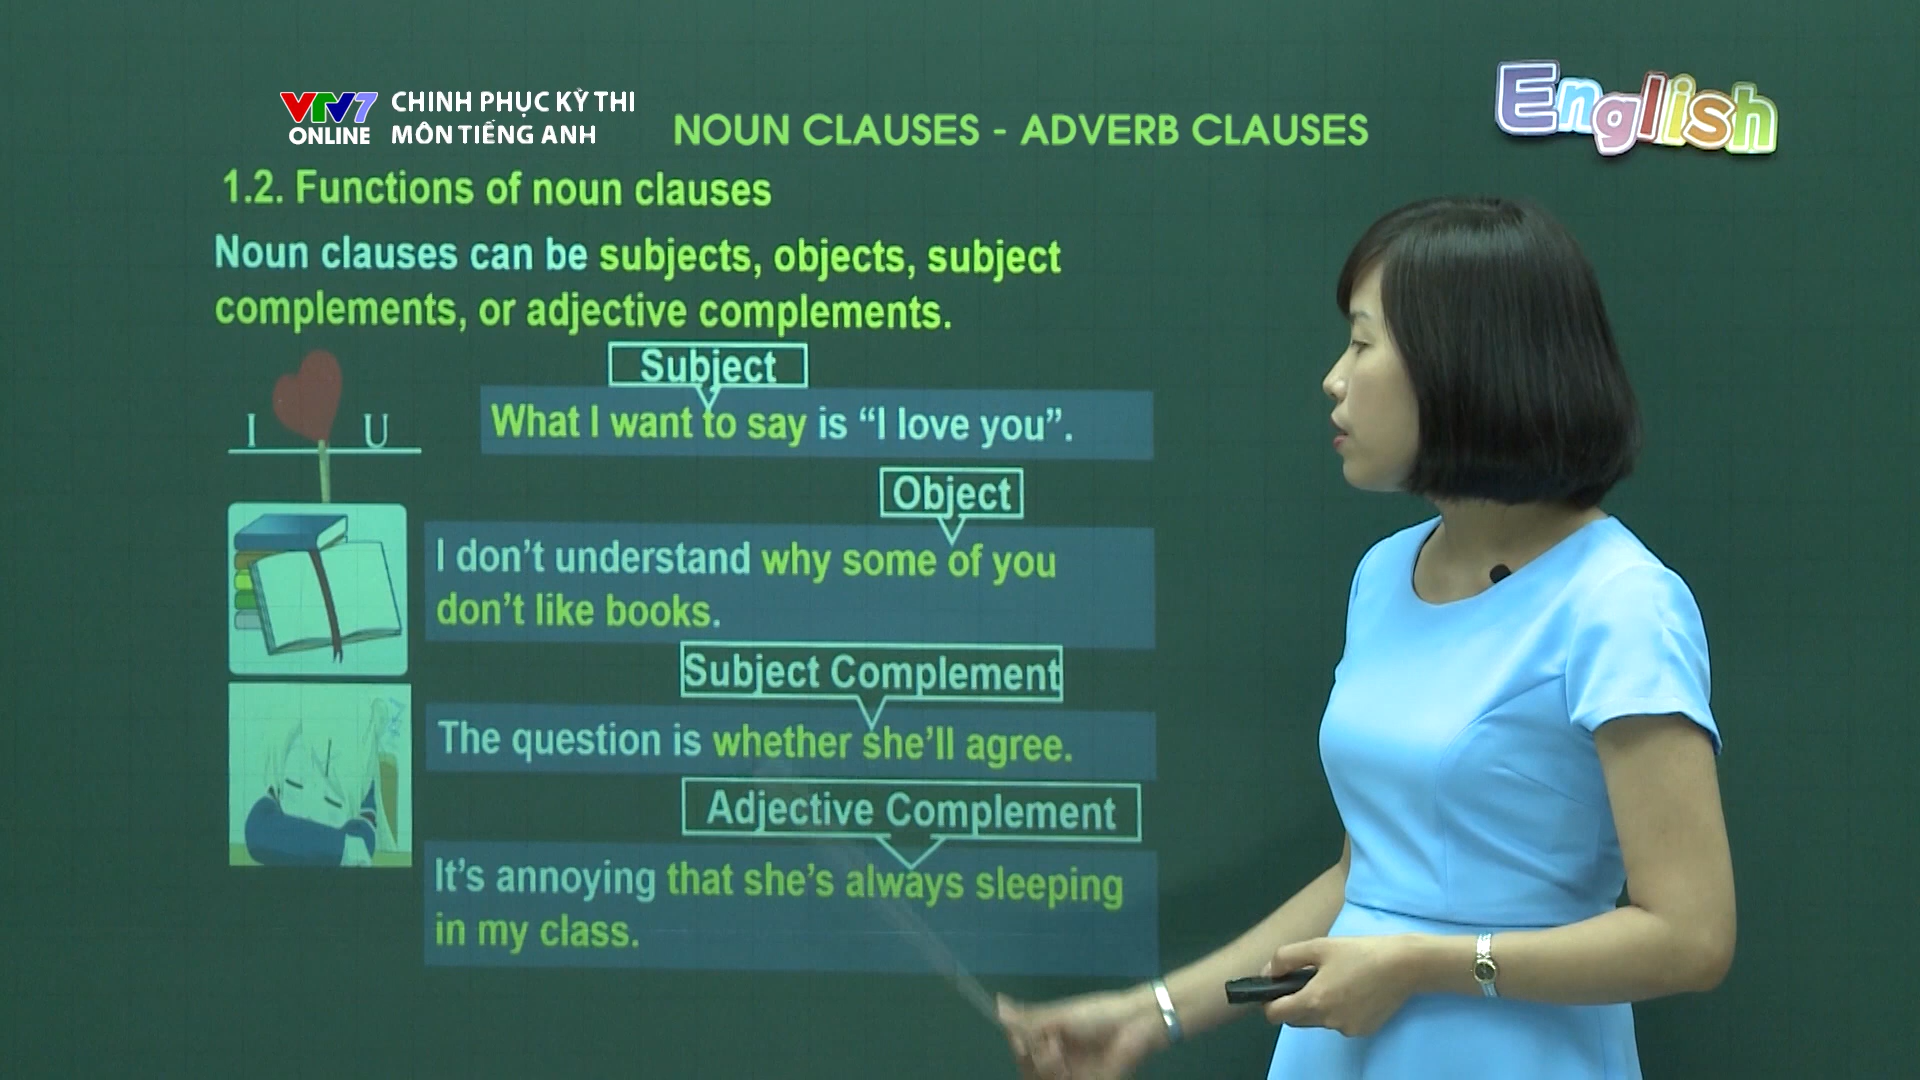 VTV7
ONLINE
CHINH PHỤC KỲ THI
MÔN TIẾNG ANH
NOUN CLAUSES - ADVERB CLAUSES
English
1.2. Functions of noun clauses
Noun clauses can be subjects, objects, subject
complements, or adjective complements.
Subject
I U
What I want to say is “I love you”.
Object
I don’t understand why some of you
don’t like books.
Subject Complement
The question is whether she’ll agree.
Adjective Complement
It’s annoying that she’s always sleeping
in my class.